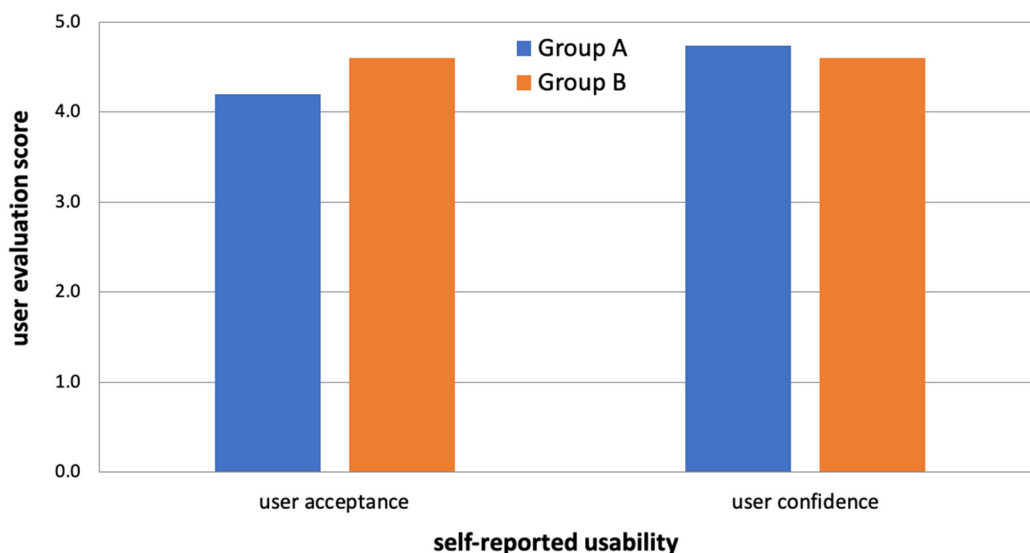 5.0
Group A
Group B
4.0
3.0
2.0
1.0
0.0
user evaluation score
user acceptance
user confidence
self-reported usability